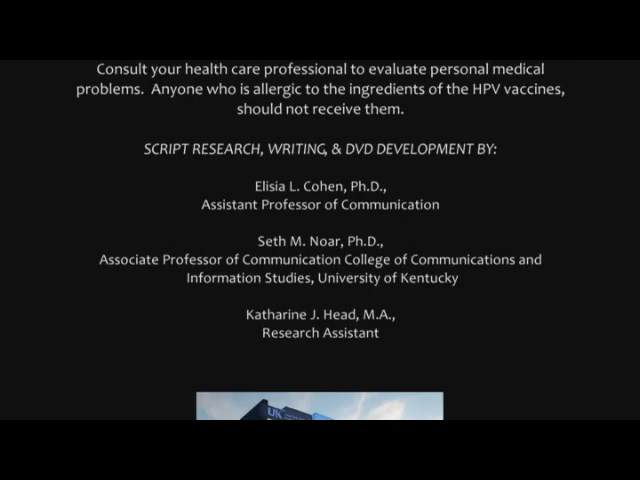 Consult your health care professional to evaluate personal medical
problems. Anyone who is allergic to the ingredients of the HPV vaccines,
should not receive them.
SCRIPT RESEARCH, WRITING, & DVD DEVELOPMENT BY:
Elisia L. Cohen, Ph.D.,
Assistant Professor of Communication
Seth M. Noar, Ph.D.,
Associate Professor of Communication College of Communications and
Information Studies, University of Kentucky
Katharine J. Head, M.A.,
Research Assistant
UK